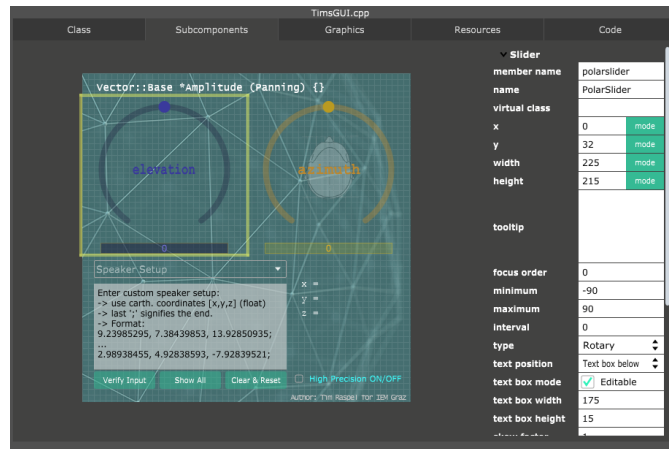 TimsGUI.cpp
Class Subcomponents Graphics Resources Code
Vector::Base *Amplitude (Panning) {}
elevation
azimuth
0
0
Speaker Setup
x =
y =
z =
Enter custom speaker setup:
-> use carth. coordinates [x,y,z] (float)
-> last ';' signifies the end.
-> Format:
9.23985295, 7.38439853, 13.92850935;
...
2.98938455, 4.92838593, -7.92839521;
Verify Input Show All Clear & Reset High Precision ON/OFF
Author: Tim Raspel for IEM Graz
Slider
member name polarslider
name PolarSlider
virtual class
x 0 mode
y 32 mode
width 225 mode
height 215 mode
tooltip
focus order 0
minimum -90
maximum 90
interval 0
type Rotary
text position Text box below
text box mode Editable
text box width 175
text box height 15
skew factor 1